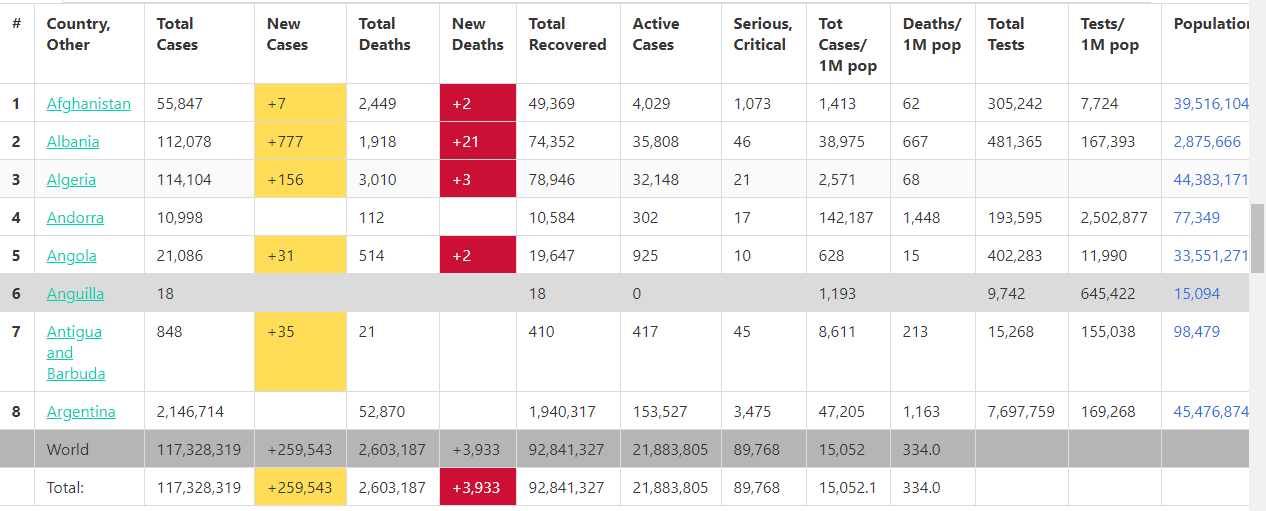 # Country, Other Total Cases New Cases Total Deaths New Deaths Total Recovered Active Cases Serious, Critical Tot Cases/ 1M pop Deaths/ 1M pop Total Tests Tests/ 1M pop Population
1 Afghanistan 55,847 +7 2,449 +2 49,369 4,029 1,073 1,413 62 305,242 7,724 39,516,104
2 Albania 112,078 +777 1,918 +21 74,352 35,808 46 38,975 667 481,365 167,393 2,875,666
3 Algeria 114,104 +156 3,010 +3 78,946 32,148 21 2,571 68 44,383,171
4 Andorra 10,998 112 10,584 302 17 142,187 1,448 193,595 2,502,877 77,349
5 Angola 21,086 +31 514 +2 19,647 925 10 628 15 402,283 11,990 33,551,271
6 Anguilla 18 18 0 1,193 9,742 645,422 15,094
7 Antigua and Barbuda 848 +35 21 410 417 45 8,611 213 15,268 155,038 98,479
8 Argentina 2,146,714 52,870 1,940,317 153,527 3,475 47,205 1,163 7,697,759 169,268 45,476,874
World 117,328,319 +259,543 2,603,187 +3,933 92,841,327 21,883,805 89,768 15,052 334.0
Total: 117,328,319 +259,543 2,603,187 +3,933 92,841,327 21,883,805 89,768 15,052.1 334.0